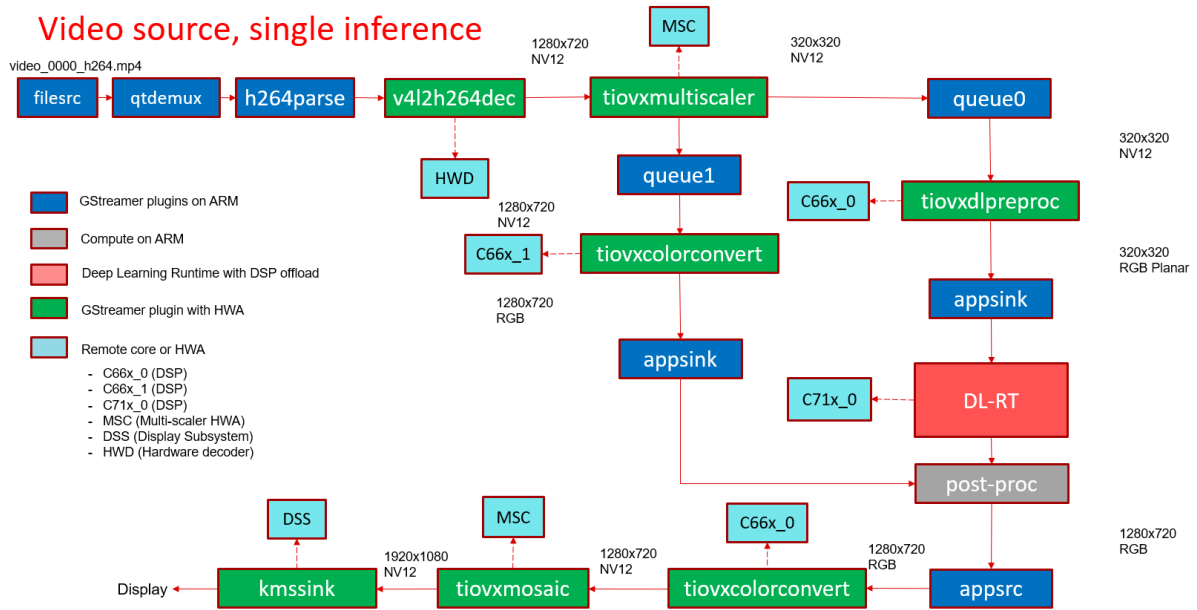 Video source, single inference
video_0000_h264.mp4
filesrc
qtdemux
h264parse
v4l2h264dec
1280x720
NV12
tiovxmultiscaler
MSC
320x320
NV12
queue0
HWD
queue1
320x320
NV12
C66x_0
tiovxdlpreproc
1280x720
NV12
C66x_1
tiovxcolorconvert
320x320
RGB Planar
1280x720
RGB
appsink
appsink
C71x_0
DL-RT
post-proc
GStreamer plugins on ARM
Compute on ARM
Deep Learning Runtime with DSP offload
GStreamer plugin with HWA
Remote core or HWA
- C66x_0 (DSP)
- C66x_1 (DSP)
- C71x_0 (DSP)
- MSC (Multi-scaler HWA)
- DSS (Display Subsystem)
- HWD (Hardware decoder)
DSS
MSC
C66x_0
1280x720
RGB
Display
kmssink
1920x1080
NV12
tiovxmosaic
1280x720
NV12
tiovxcolorconvert
1280x720
RGB
appsrc